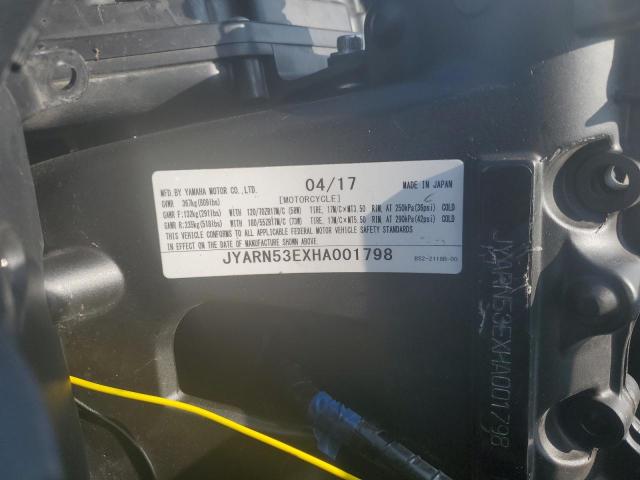 MFD. BY YAMAHA MOTOR CO.,LTD. 04/17 MADE IN JAPAN
GVWR 367kg(809lbs) [MOTORCYCLE]
GAWR F:132kg(291lbs) WITH 120/70ZR17M/C (58W) TIRE, 17M/C×MT3.50 RIM, AT 250kPa(36psi) COLD
GAWR R:235kg(518lbs) WITH 180/55ZR17M/C (73W) TIRE, 17M/C×MT5.50 RIM, AT 290kPa(42psi) COLD
THIS VEHICLE CONFORMS TO ALL APPLICABLE FEDERAL MOTOR VEHICLE SAFETY STANDARDS
IN EFFECT ON THE DATE OF MANUFACTURE SHOWN ABOVE.
JYARN53EXHA001798 BS2-2118B-00
JYARN53EXHA001798